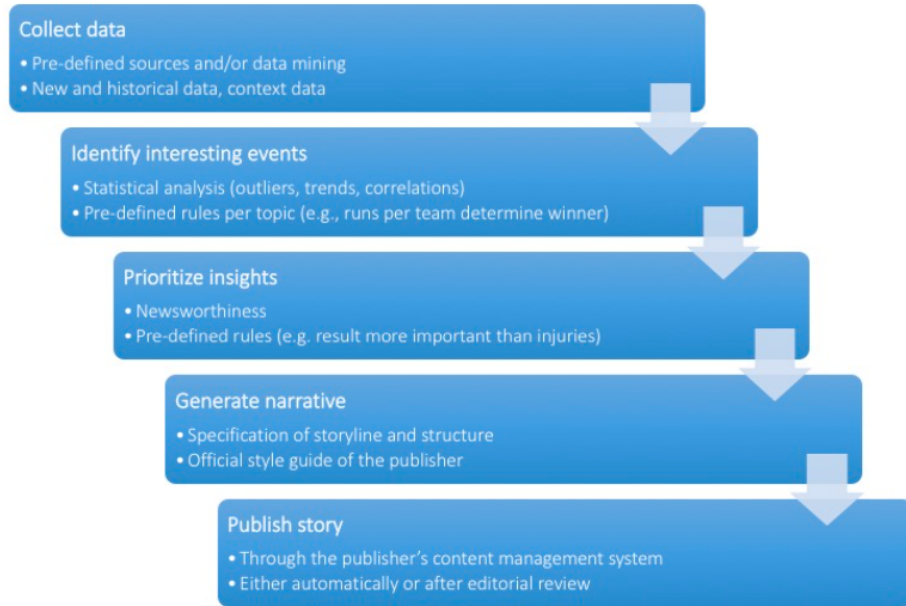 Collect data
• Pre-defined sources and/or data mining
• New and historical data, context data
Identify interesting events
• Statistical analysis (outliers, trends, correlations)
• Pre-defined rules per topic (e.g., runs per team determine winner)
Prioritize insights
• Newsworthiness
• Pre-defined rules (e.g. result more important than injuries)
Generate narrative
• Specification of storyline and structure
• Official style guide of the publisher
Publish story
• Through the publisher's content management system
• Either automatically or after editorial review